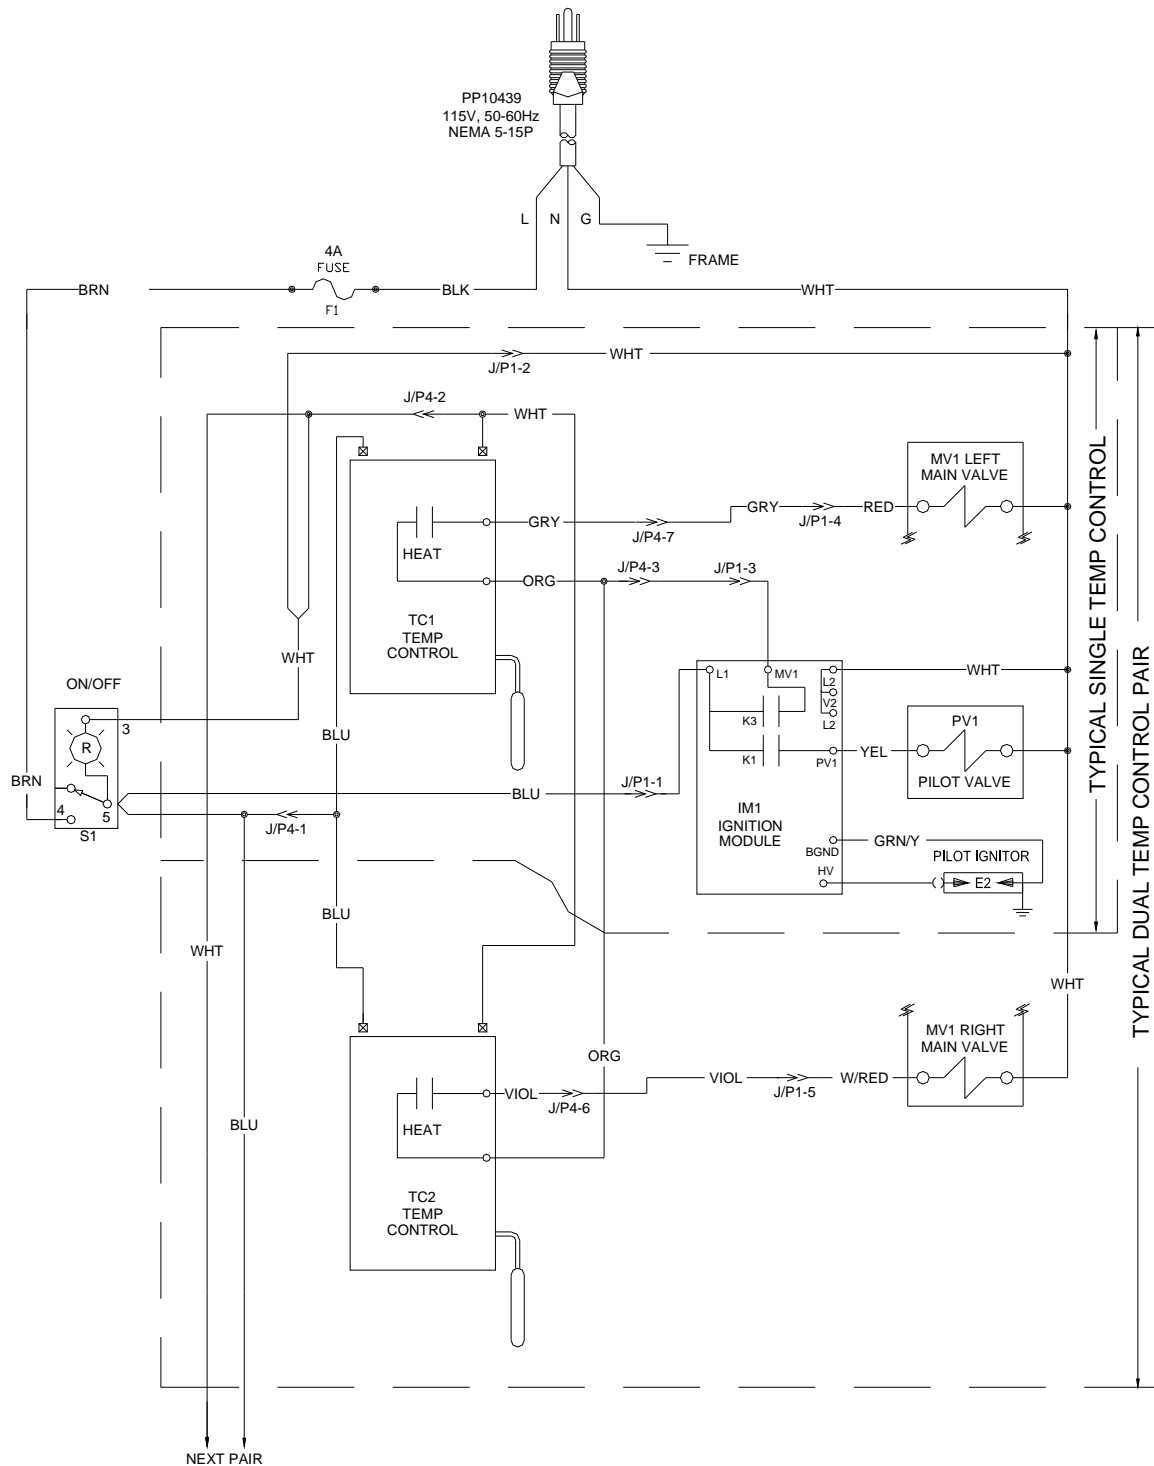 PP10439
115V, 50-60Hz
NEMA 5-15P
L
N
G
FRAME
4A
FUSE
F1
BRN
BLK
WHT
J/P1-2
WHT
J/P4-2
WHT
MV1 LEFT
MAIN VALVE
GRY
J/P4-7
GRY
J/P1-4
RED
HEAT
ORG
J/P4-3
J/P1-3
TC1
TEMP
CONTROL
WHT
ON/OFF
3
R
BRN
4
5
S1
BLU
L1
MV1
L2
V2
L2
K3
K1
PV1
WHT
YEL
PV1
PILOT VALVE
J/P1-1
BLU
J/P4-1
IM1
IGNITION
MODULE
BGND
HV
GRN/Y
PILOT IGNITOR
E2
TYPICAL SINGLE TEMP CONTROL
TYPICAL DUAL TEMP CONTROL PAIR
BLU
WHT
WHT
MV1 RIGHT
MAIN VALVE
ORG
VIOL
J/P4-6
VIOL
J/P1-5
W/RED
HEAT
BLU
TC2
TEMP
CONTROL
NEXT PAIR